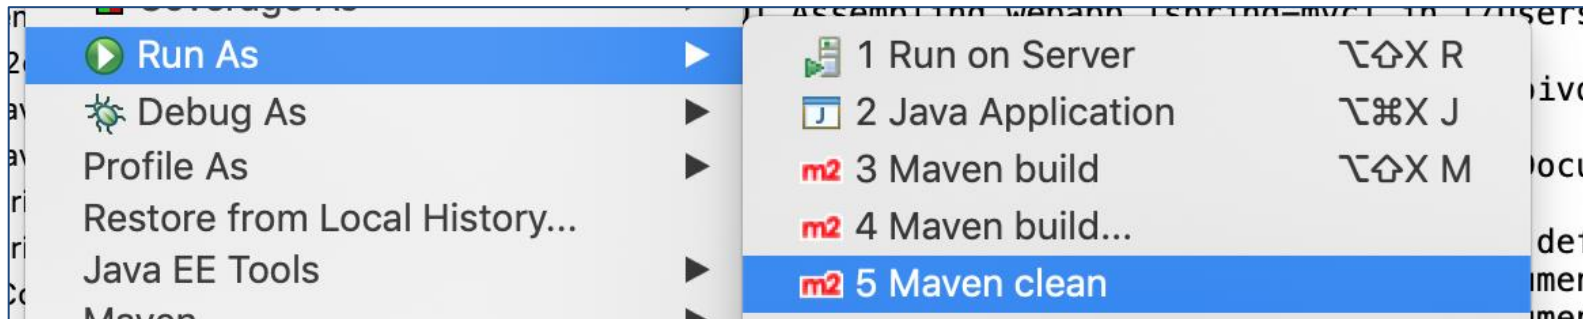 Run As
Debug As
Profile As
Restore from Local History...
Java EE Tools
Maven
1 Run on Server ⌥⇧X R
2 Java Application ⌥⌘X J
m2 3 Maven build ⌥⇧X M
m2 4 Maven build...
m2 5 Maven clean